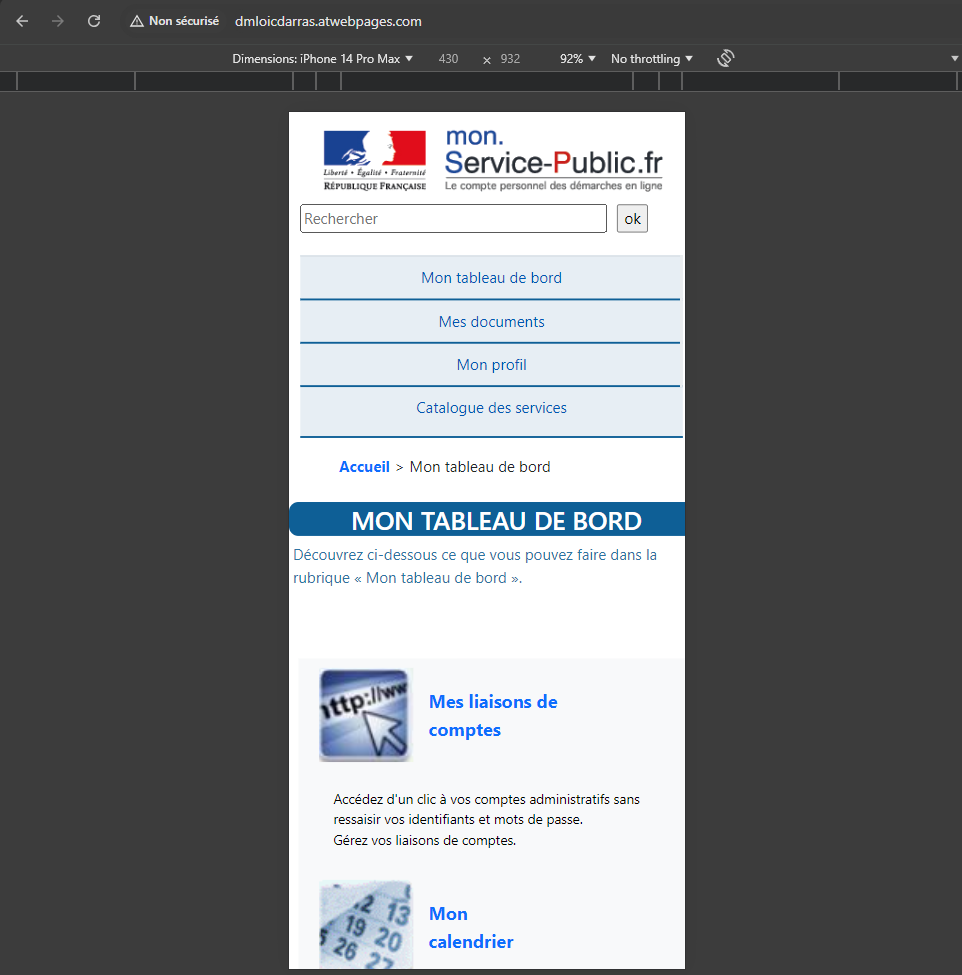 Non sécurisé dmloicdarras.atwebpages.com
Dimensions: iPhone 14 Pro Max 430 × 932 92% No throttling
mon.
Service-Public.fr
Le compte personnel des démarches en ligne
Liberté • Égalité • Fraternité
RÉPUBLIQUE FRANÇAISE
Rechercher ok
Mon tableau de bord
Mes documents
Mon profil
Catalogue des services
Accueil > Mon tableau de bord
MON TABLEAU DE BORD
Découvrez ci-dessous ce que vous pouvez faire dans la
rubrique « Mon tableau de bord ».
http://ww
Mes liaisons de
comptes
Accédez d'un clic à vos comptes administratifs sans
ressaisir vos identifiants et mots de passe.
Gérez vos liaisons de comptes.
Mon
calendrier
12 13
19 20
26 27